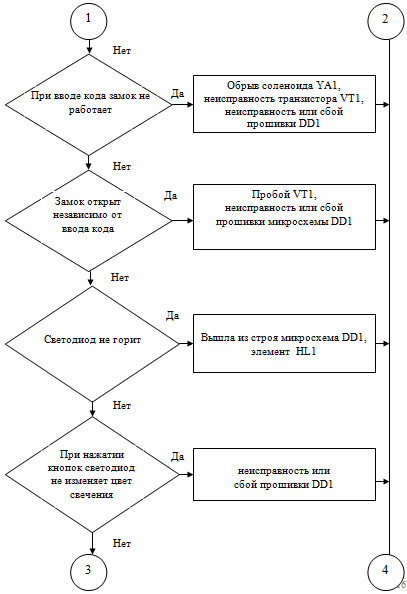 1
2
Нет
При вводе кода замок не
работает
Да
Обрыв соленоида YA1,
неисправность транзистора VT1,
неисправность или сбой
прошивки DD1
Нет
Замок открыт
независимо от
ввода кода
Да
Пробой VT1,
неисправность или сбой
прошивки микросхемы DD1
Нет
Светодиод не горит
Да
Вышла из строя микросхема DD1,
элемент HL1
Нет
При нажатии
кнопок светодиод
не изменяет цвет
свечения
Да
неисправность или
сбой прошивки DD1
Нет
3
4